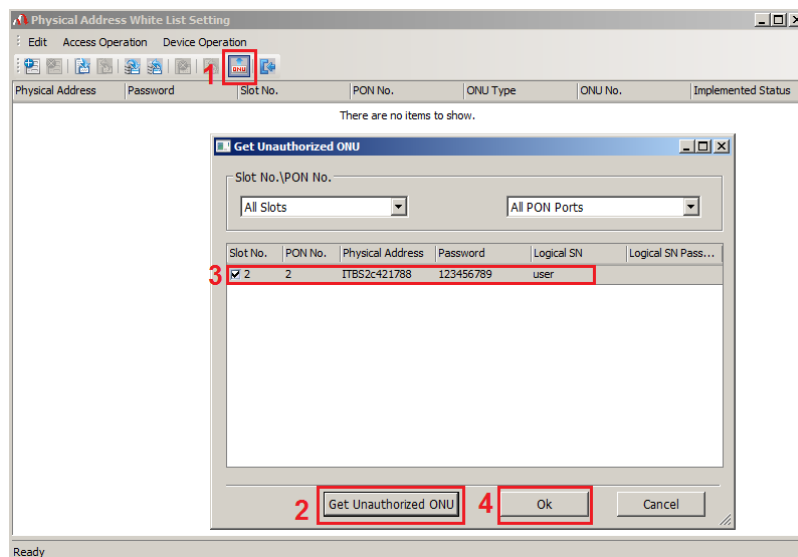 Physical Address White List Setting
Edit Access Operation Device Operation
1 ONU
Physical Address Password Slot No. PON No. ONU Type ONU No. Implemented Status
There are no items to show.
Get Unauthorized ONU
Slot No.\PON No.
All Slots All PON Ports
Slot No. PON No. Physical Address Password Logical SN Logical SN Pass...
3 2 2 ITBS2c421788 123456789 user
2 Get Unauthorized ONU 4 Ok Cancel
Ready